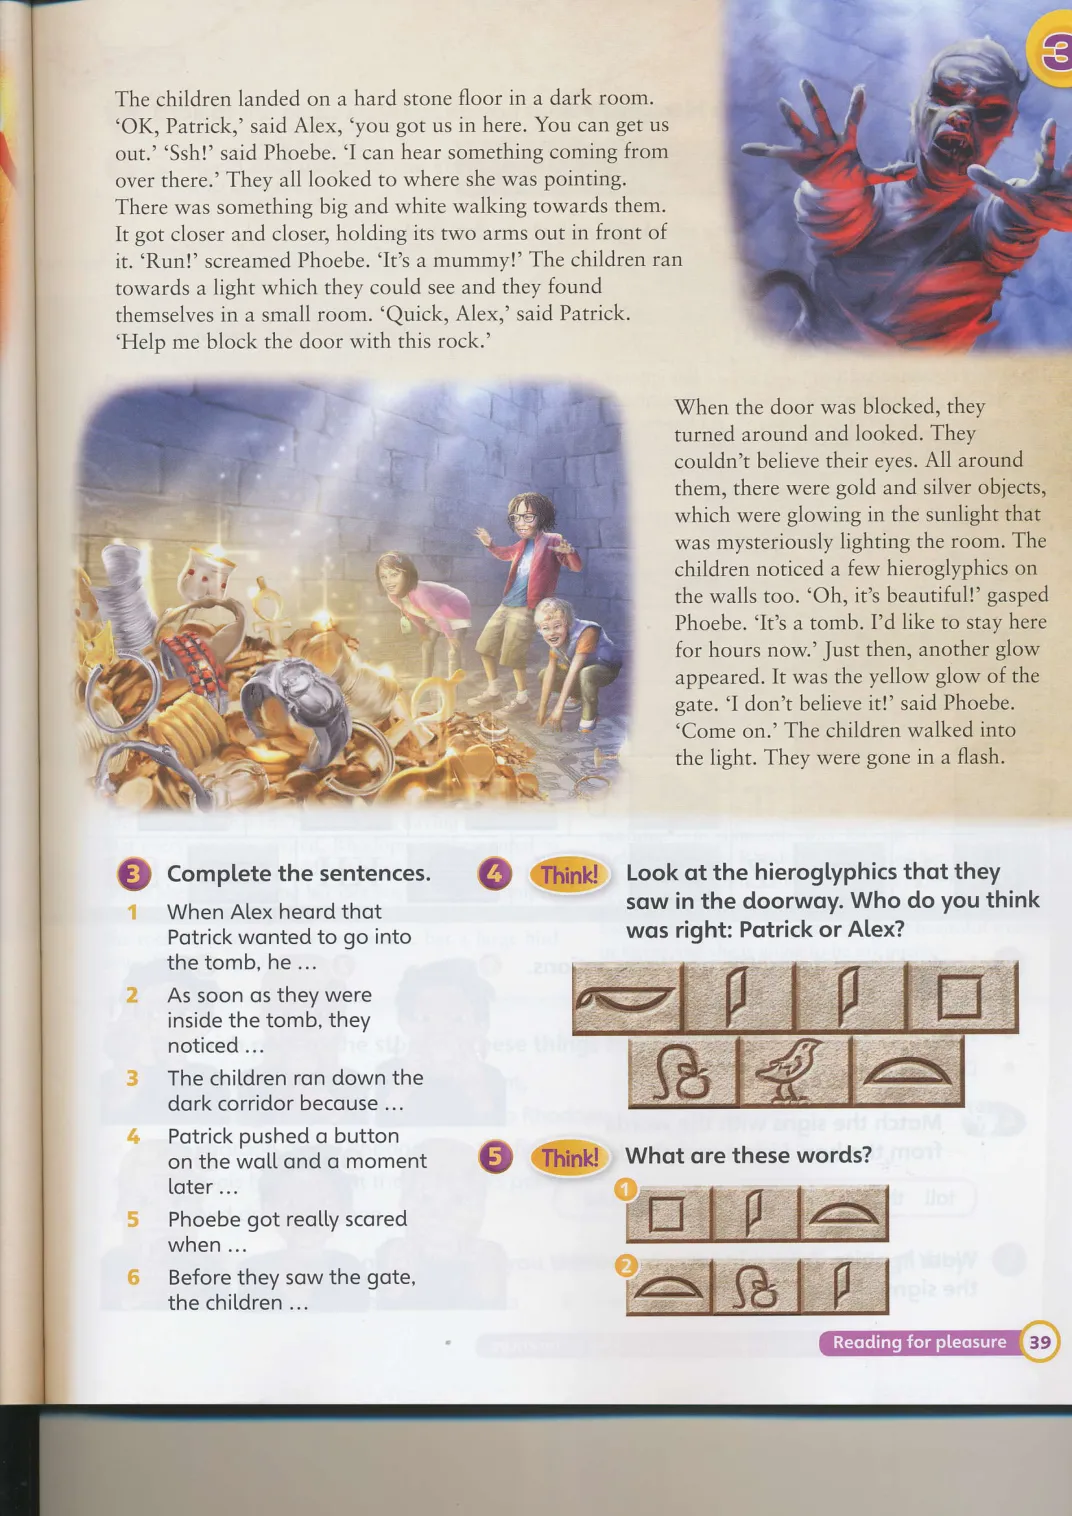 3
The children landed on a hard stone floor in a dark room.
‘OK, Patrick,’ said Alex, ‘you got us in here. You can get us
out.’ ‘Ssh!’ said Phoebe. ‘I can hear something coming from
over there.’ They all looked to where she was pointing.
There was something big and white walking towards them.
It got closer and closer, holding its two arms out in front of
it. ‘Run!’ screamed Phoebe. ‘It’s a mummy!’ The children ran
towards a light which they could see and they found
themselves in a small room. ‘Quick, Alex,’ said Patrick.
‘Help me block the door with this rock.’
When the door was blocked, they
turned around and looked. They
couldn’t believe their eyes. All around
them, there were gold and silver objects,
which were glowing in the sunlight that
was mysteriously lighting the room. The
children noticed a few hieroglyphics on
the walls too. ‘Oh, it’s beautiful!’ gasped
Phoebe. ‘It’s a tomb. I’d like to stay here
for hours now.’ Just then, another glow
appeared. It was the yellow glow of the
gate. ‘I don’t believe it!’ said Phoebe.
‘Come on.’ The children walked into
the light. They were gone in a flash.
3 Complete the sentences.
1 When Alex heard that
Patrick wanted to go into
the tomb, he ...
2 As soon as they were
inside the tomb, they
noticed ...
3 The children ran down the
dark corridor because ...
4 Patrick pushed a button
on the wall and a moment
later ...
5 Phoebe got really scared
when ...
6 Before they saw the gate,
the children ...
4 Think! Look at the hieroglyphics that they
saw in the doorway. Who do you think
was right: Patrick or Alex?
5 Think! What are these words?
1
2
Reading for pleasure 39